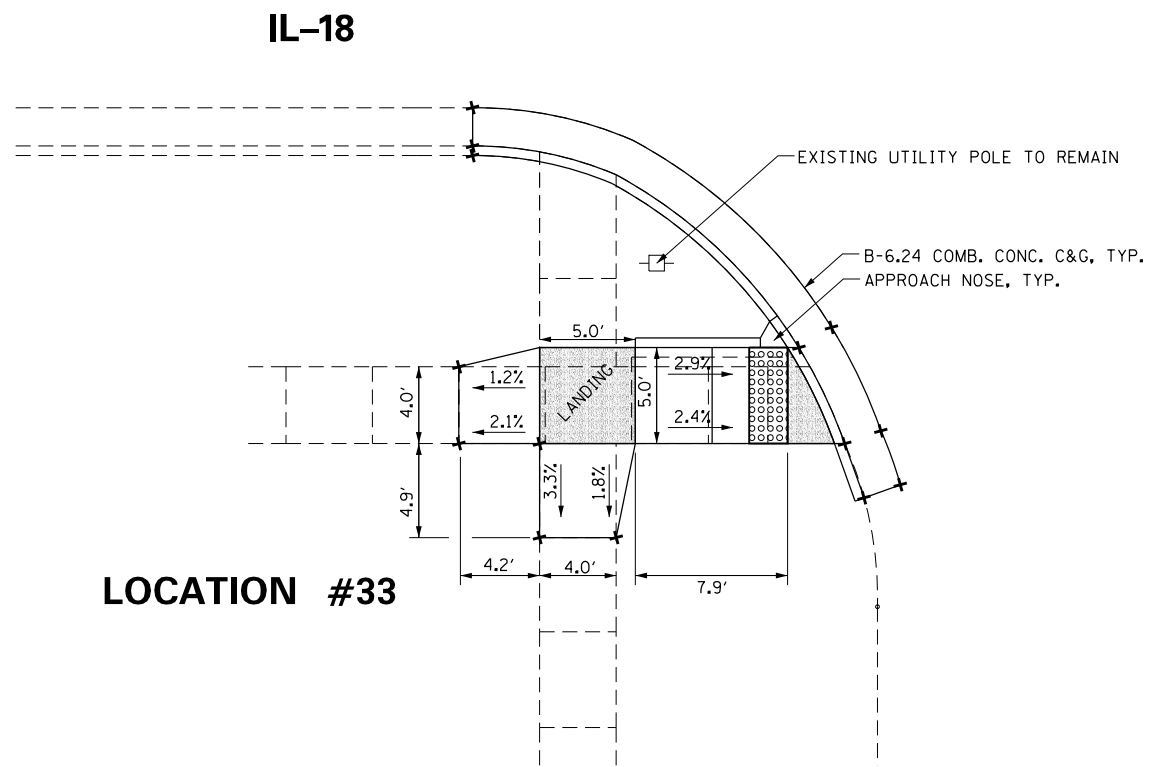 IL-18
EXISTING UTILITY POLE TO REMAIN
B-6.24 COMB. CONC. C&G, TYP.
APPROACH NOSE, TYP.
5.0'
2.9%
1.2%
LANDING
5.0'
4.0'
2.1%
2.4%
4.9'
3.3%
1.8%
4.2'
4.0'
7.9'
LOCATION #33